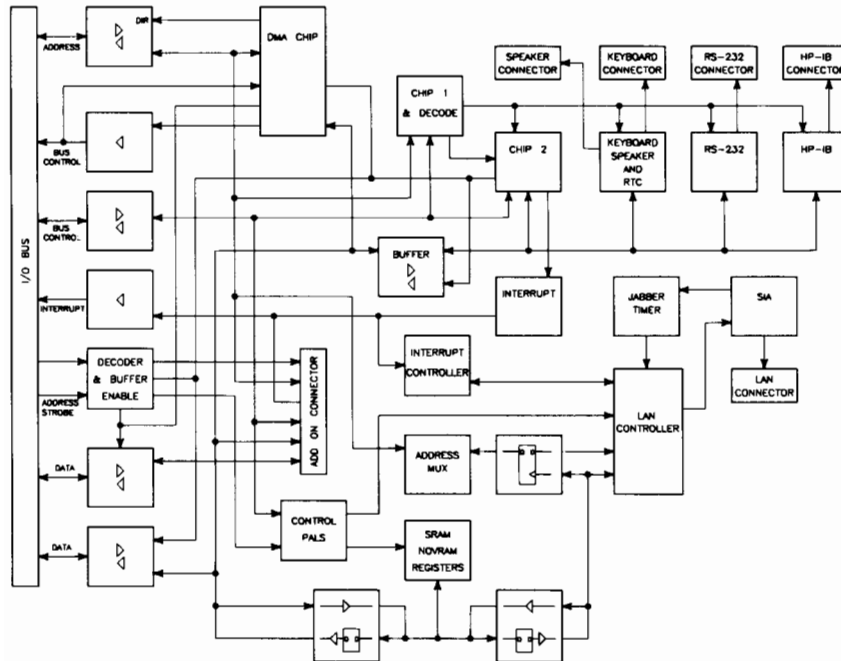 DIR
ADDRESS
DMA CHIP
SPEAKER
CONNECTOR
KEYBOARD
CONNECTOR
RS-232
CONNECTOR
HP-IB
CONNECTOR
CHIP 1
& DECODE
BUS
CONTROL
CHIP 2
KEYBOARD
SPEAKER
AND
RTC
RS-232
HP-IB
BUS
CONTROL
I/O BUS
BUFFER
INTERRUPT
INTERRUPT
JABBER
TIMER
SIA
DECODER
& BUFFER
ENABLE
ADDRESS
STROBE
ADD ON CONNECTOR
INTERRUPT
CONTROLLER
LAN
CONTROLLER
LAN
CONNECTOR
DATA
ADDRESS
MUX
CONTROL
PALS
SRAM
NOVRAM
REGISTERS
DATA